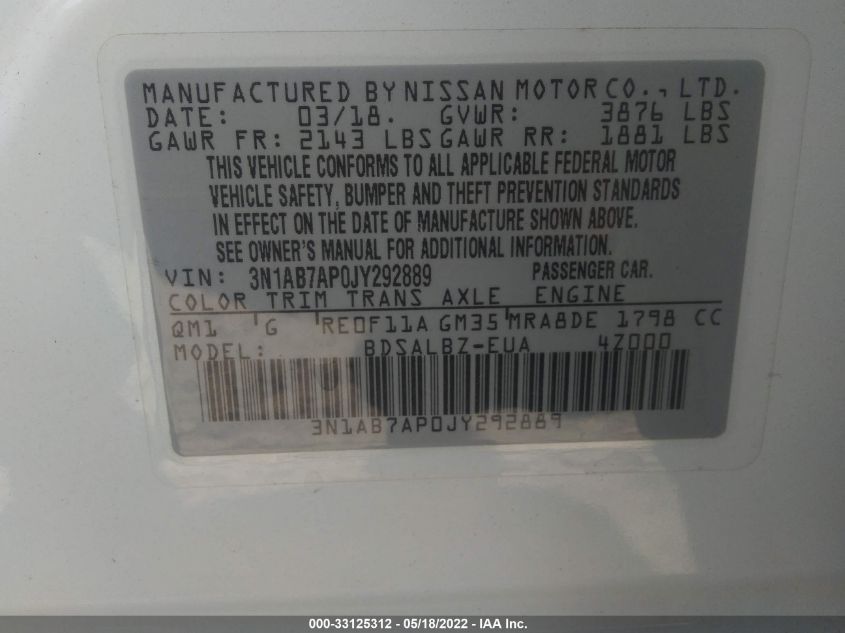 MANUFACTURED BY NISSAN MOTOR CO., LTD.
DATE: 03/18. GVWR: 3876 LBS
GAWR FR: 2143 LBS GAWR RR: 1881 LBS
THIS VEHICLE CONFORMS TO ALL APPLICABLE FEDERAL MOTOR
VEHICLE SAFETY, BUMPER AND THEFT PREVENTION STANDARDS
IN EFFECT ON THE DATE OF MANUFACTURE SHOWN ABOVE.
SEE OWNER'S MANUAL FOR ADDITIONAL INFORMATION.
VIN: 3N1AB7AP0JY292889 PASSENGER CAR.
COLOR TRIM TRANS AXLE ENGINE
QM1 G RE0F11A GM35 MRA8DE 1798 CC
MODEL: BDSALBZ-EUA 4Z000
3N1AB7AP0JY292889
000-33125312 - 05/18/2022 - IAA Inc.